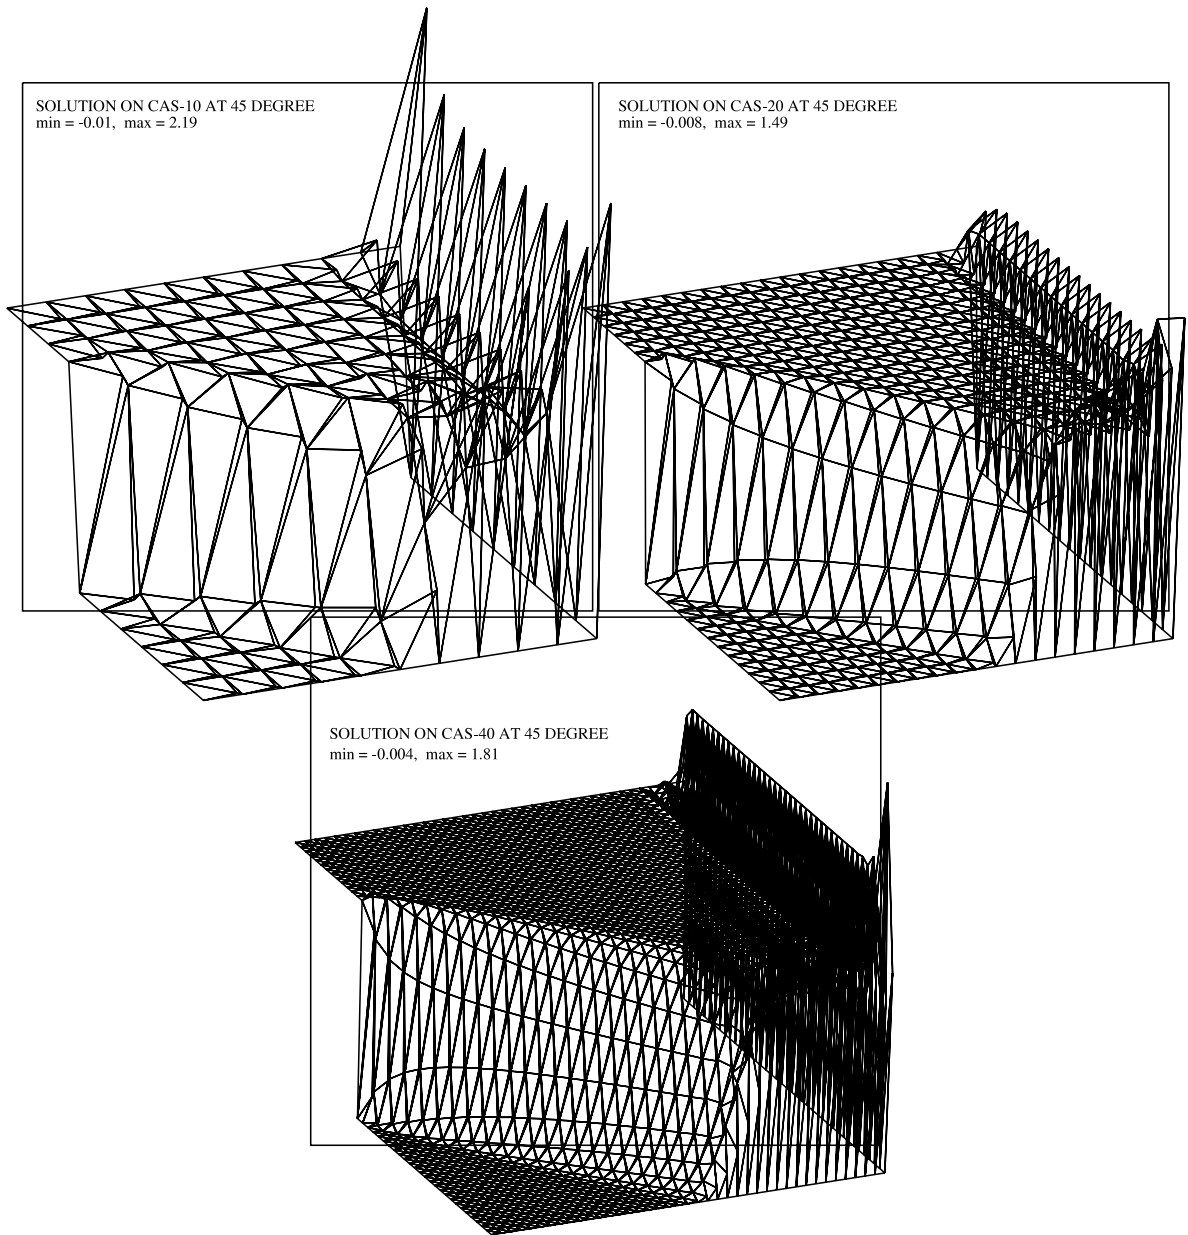 SOLUTION ON CAS-10 AT 45 DEGREE
min = -0.01,  max = 2.19
SOLUTION ON CAS-20 AT 45 DEGREE
min = -0.008,  max = 1.49
SOLUTION ON CAS-40 AT 45 DEGREE
min = -0.004,  max = 1.81